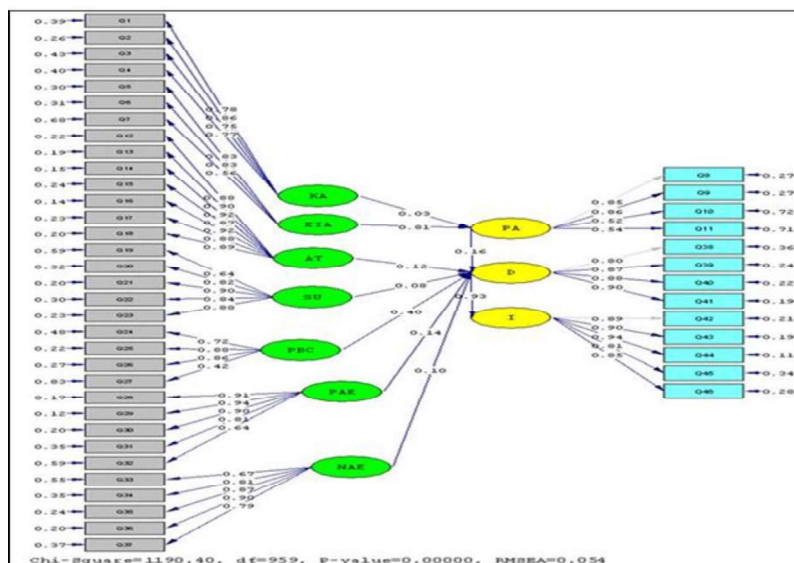 0.39 Q1
0.26 Q2
0.43 Q3
0.40 Q4
0.30 Q5
0.31 Q6
0.68 Q7
0.22
0.19 Q13
0.15 Q14
0.24 Q15
0.14 Q16
0.23 Q17
0.20 Q18
0.59 Q19
0.20 Q21
0.30 Q22
0.23 Q23
0.48 Q24
0.22 Q25
0.27 Q26
0.83 Q27
0.12 Q29
0.20 Q30
0.35 Q31
0.59 Q32
0.55 Q33
0.35 Q34
0.24 Q35
0.20 Q36
0.37 Q37
0.78
0.86
0.75
0.77
0.83
0.83
0.56
0.88
0.90
0.92
0.92
0.88
0.89
0.64
0.82
0.90
0.84
0.88
0.72
0.88
0.86
0.42
0.91
0.94
0.90
0.81
0.64
0.67
0.81
0.87
0.90
0.79
KA
AT
SU
PBC
PAE
NAE
0.03
0.81
0.16
0.12
0.08
0.93
0.40
0.14
0.10
PA
D
I
0.85
0.86
0.52
0.54
0.80
0.87
0.88
0.90
0.89
0.90
0.94
0.81
0.85
Q8 0.27
Q9 0.27
Q10 0.72
Q11 0.71
Q38 0.36
Q39 0.24
Q40 0.22
Q41 0.19
Q42 0.21
Q43 0.19
Q44 0.11
Q45 0.34
Q46 0.28
Chi-Square=1190.40, df=959, P-value=0.00000, RMSEA=0.054